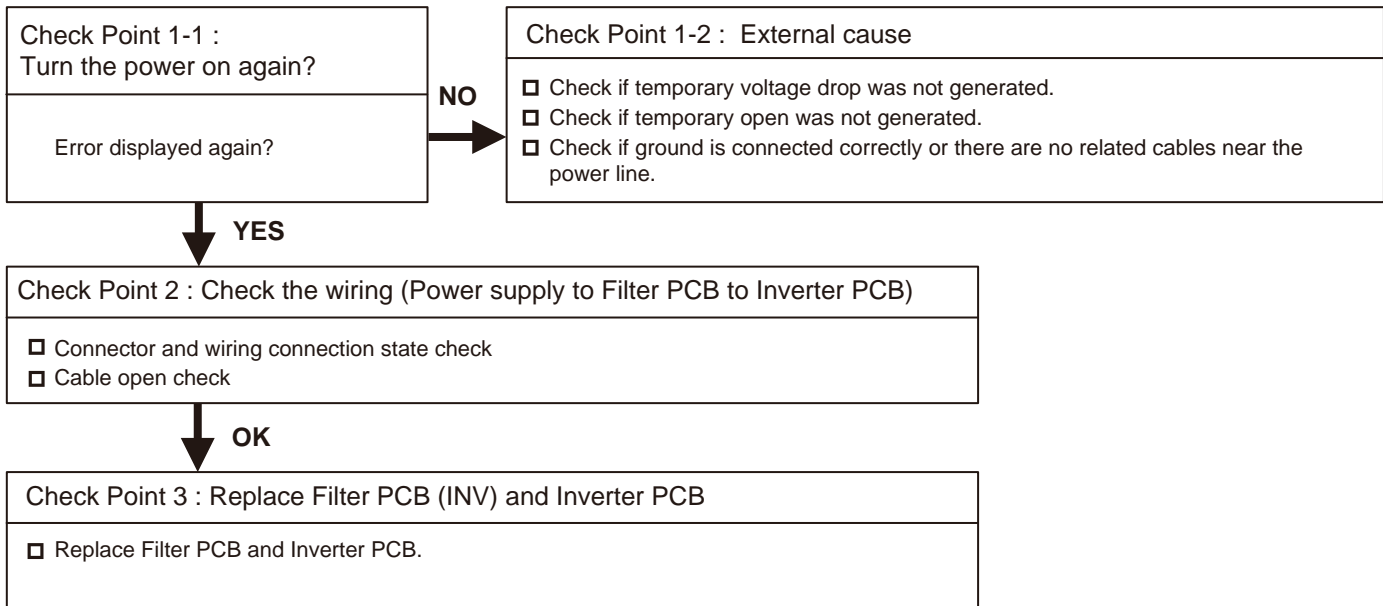 Check Point 1-1 :
Turn the power on again?
Error displayed again?
NO
Check Point 1-2 :  External cause
Check if temporary voltage drop was not generated.
Check if temporary open was not generated.
Check if ground is connected correctly or there are no related cables near the
power line.
YES
Check Point 2 : Check the wiring (Power supply to Filter PCB to Inverter PCB)
Connector and wiring connection state check
Cable open check
OK
Check Point 3 : Replace Filter PCB (INV) and Inverter PCB
Replace Filter PCB and Inverter PCB.